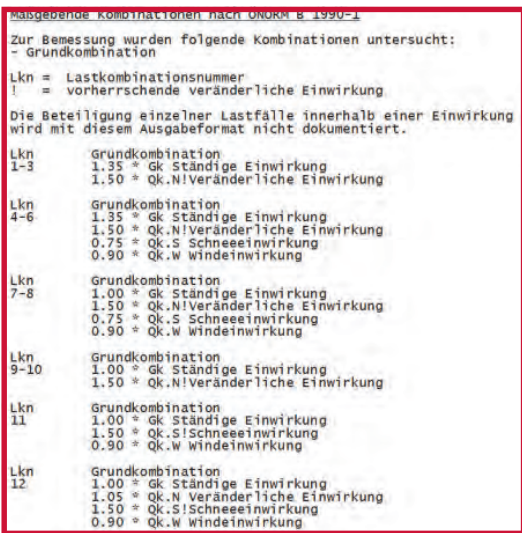 Maßgebende Kombinationen nach ÖNORM B 1990-1
Zur Bemessung wurden folgende Kombinationen untersucht:
- Grundkombination
Lkn = Lastkombinationsnummer
! = vorherrschende veränderliche Einwirkung
Die Beteiligung einzelner Lastfälle innerhalb einer Einwirkung
wird mit diesem Ausgabeformat nicht dokumentiert.
Lkn Grundkombination
1-3 1.35 * Gk Ständige Einwirkung
1.50 * Qk.N!Veränderliche Einwirkung
Lkn Grundkombination
4-6 1.35 * Gk Ständige Einwirkung
1.50 * Qk.N!Veränderliche Einwirkung
0.75 * Qk.S Schneeeinwirkung
0.90 * Qk.W Windeinwirkung
Lkn Grundkombination
7-8 1.00 * Gk Ständige Einwirkung
1.50 * Qk.N!Veränderliche Einwirkung
0.75 * Qk.S Schneeeinwirkung
0.90 * Qk.W Windeinwirkung
Lkn Grundkombination
9-10 1.00 * Gk Ständige Einwirkung
1.50 * Qk.N!Veränderliche Einwirkung
Lkn Grundkombination
11 1.00 * Gk Ständige Einwirkung
1.50 * Qk.S!Schneeeinwirkung
0.90 * Qk.W Windeinwirkung
Lkn Grundkombination
12 1.00 * Gk Ständige Einwirkung
1.05 * Qk.N Veränderliche Einwirkung
1.50 * Qk.S!Schneeeinwirkung
0.90 * Qk.W Windeinwirkung